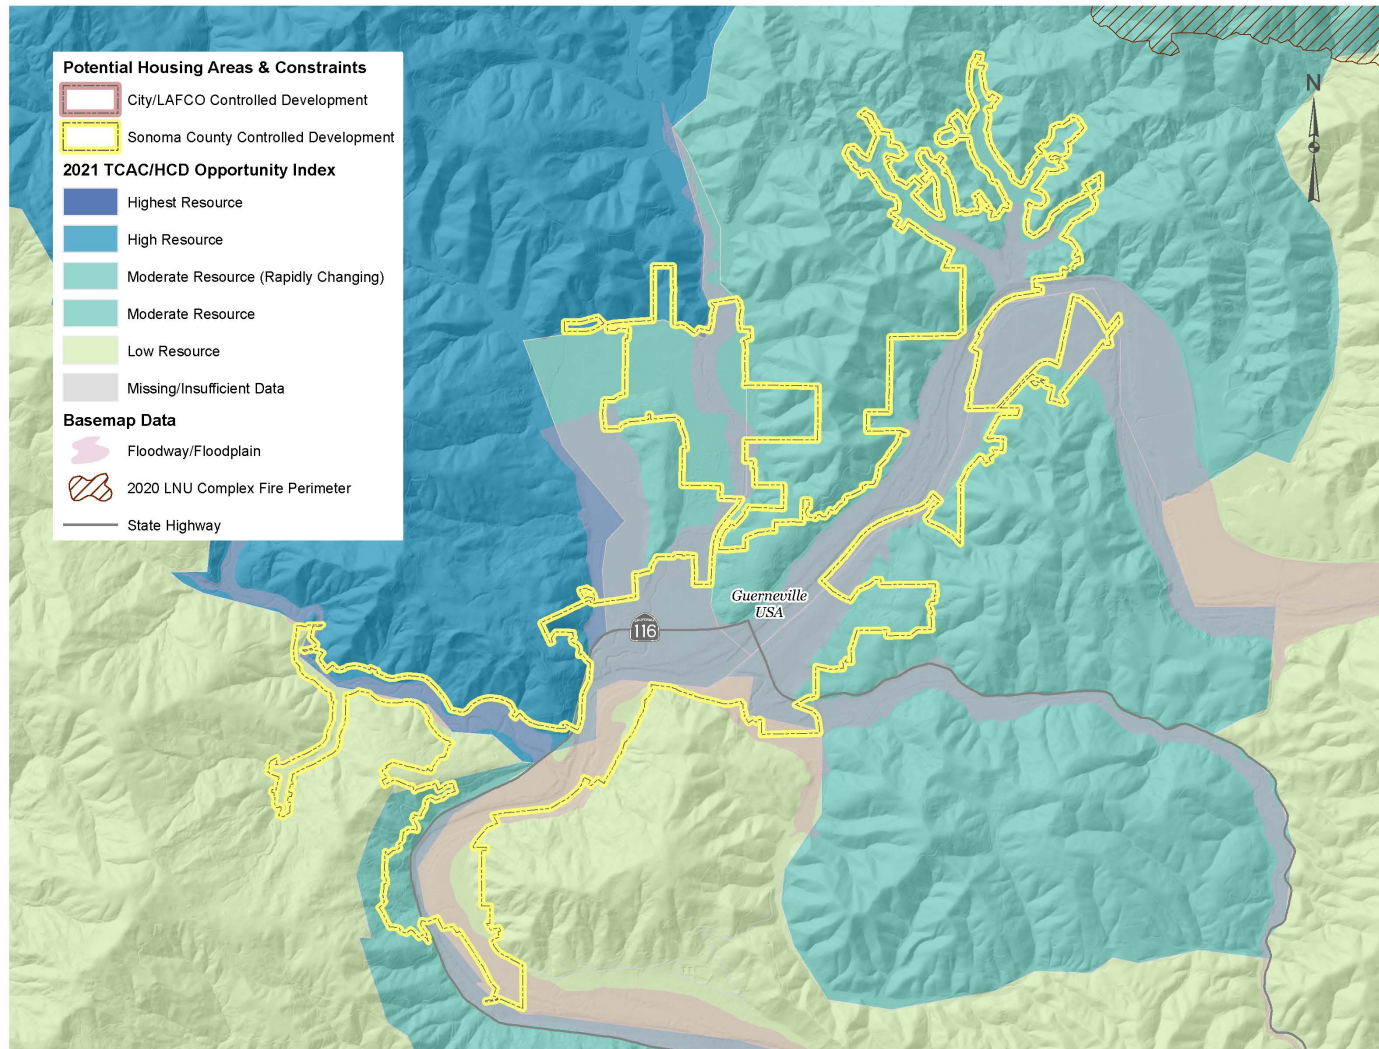 Potential Housing Areas & Constraints
City/LAFCO Controlled Development
Sonoma County Controlled Development
2021 TCAC/HCD Opportunity Index
Highest Resource
High Resource
Moderate Resource (Rapidly Changing)
Moderate Resource
Low Resource
Missing/Insufficient Data
Basemap Data
Floodway/Floodplain
2020 LNU Complex Fire Perimeter
State Highway
N
Guerneville
USA
116